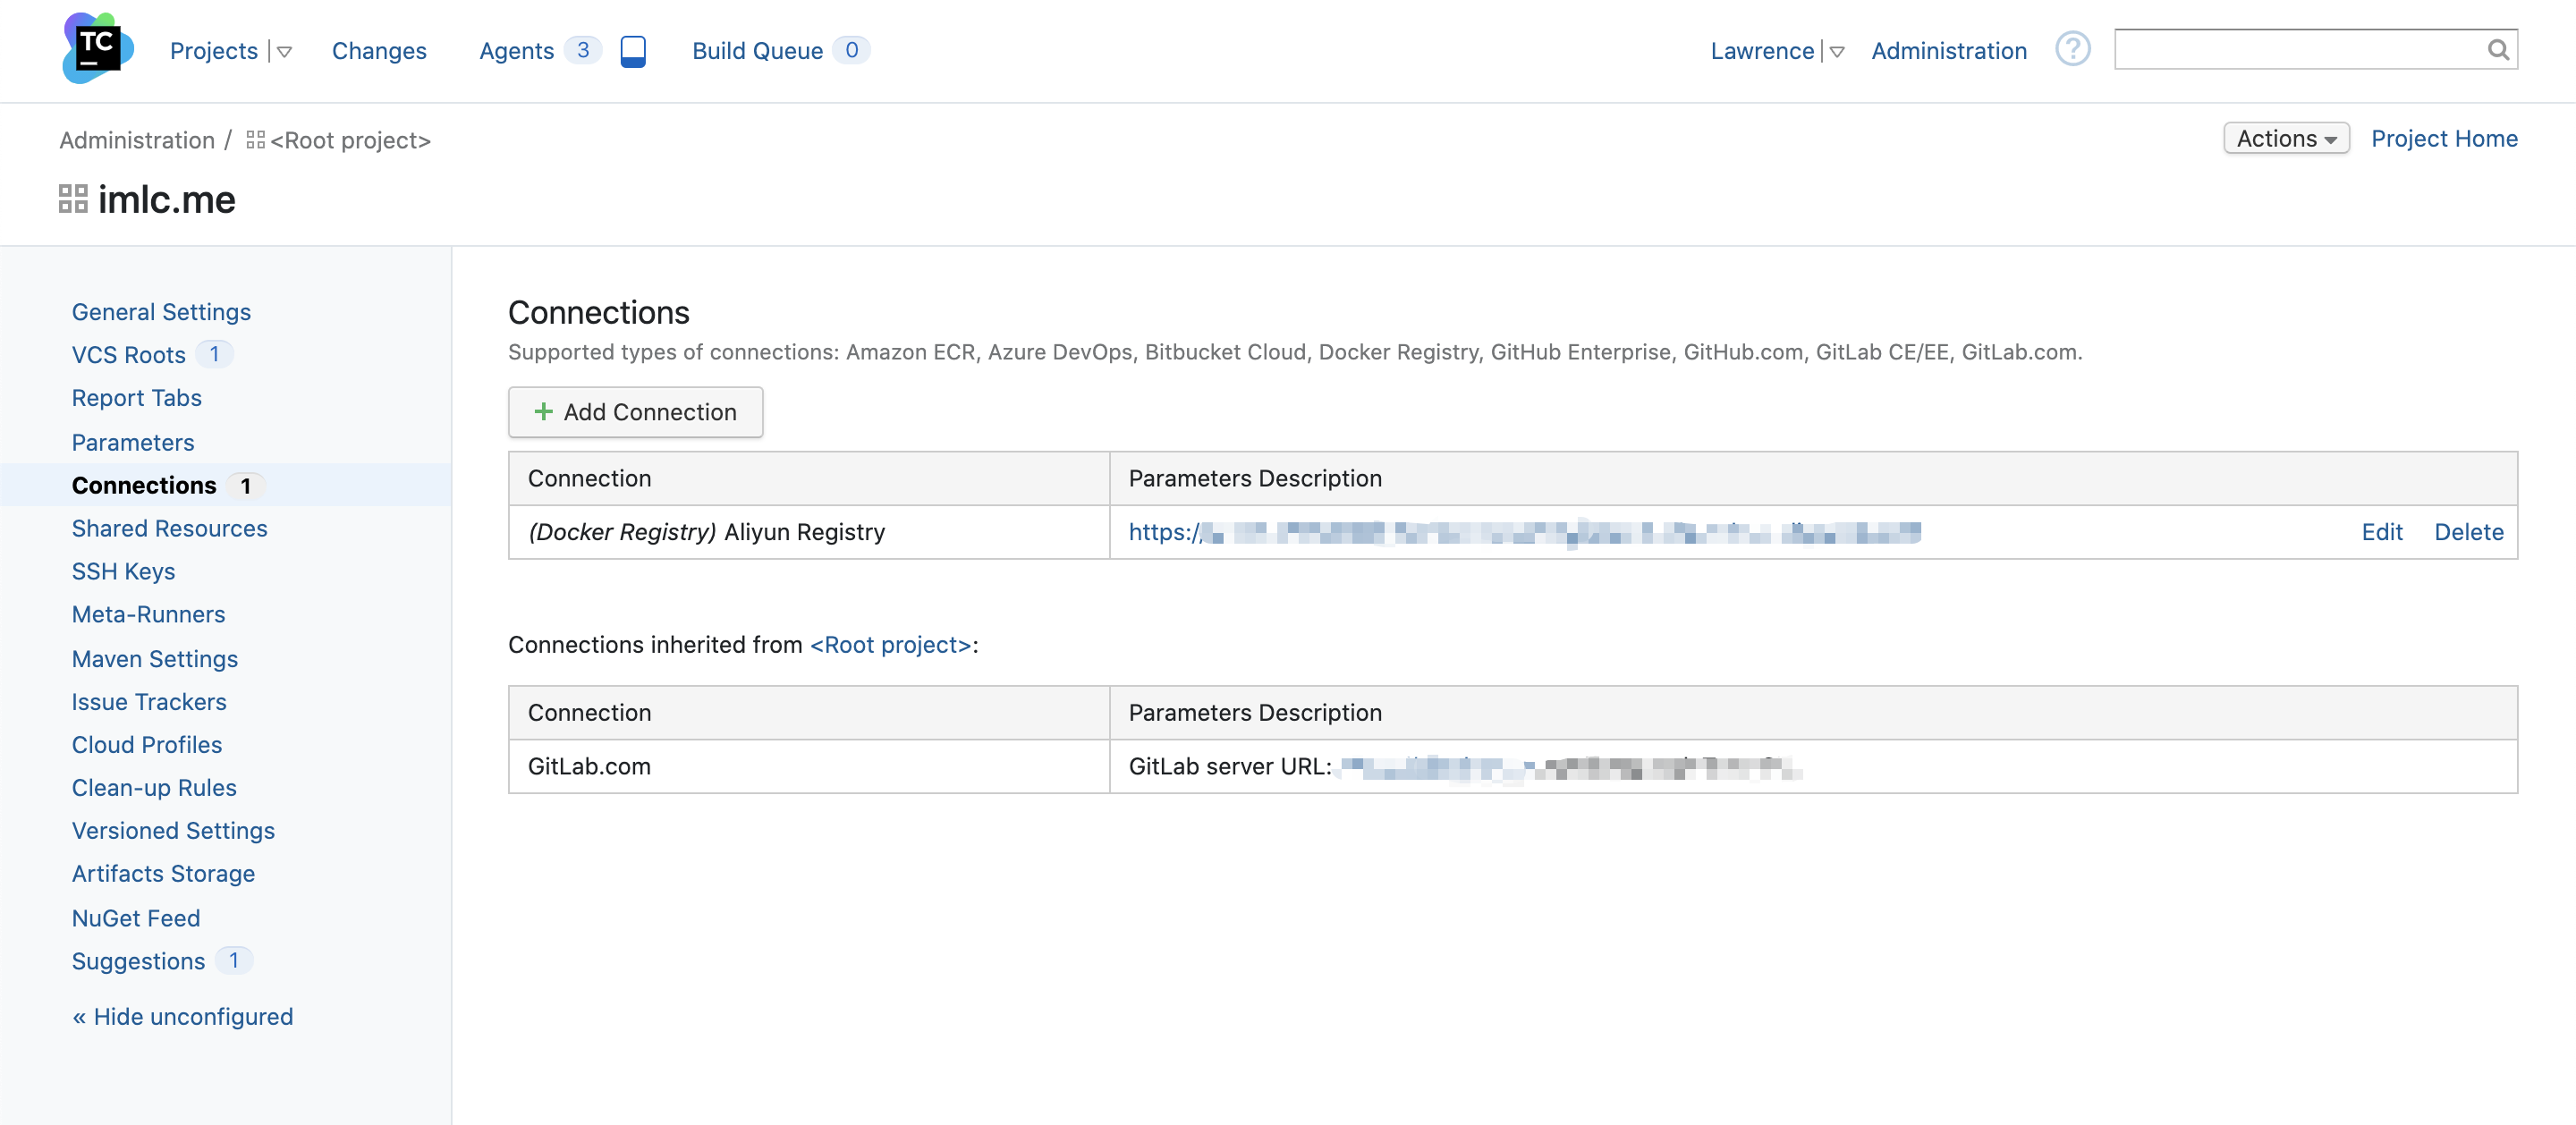 TC
Projects
Changes
Agents 3
Build Queue 0
Lawrence
Administration
?
Administration / <Root project>
Actions
Project Home
imlc.me
General Settings
VCS Roots 1
Report Tabs
Parameters
Connections 1
Shared Resources
SSH Keys
Meta-Runners
Maven Settings
Issue Trackers
Cloud Profiles
Clean-up Rules
Versioned Settings
Artifacts Storage
NuGet Feed
Suggestions 1
« Hide unconfigured
Connections
Supported types of connections: Amazon ECR, Azure DevOps, Bitbucket Cloud, Docker Registry, GitHub Enterprise, GitHub.com, GitLab CE/EE, GitLab.com.
+ Add Connection
Connection Parameters Description
(Docker Registry) Aliyun Registry https:/ Edit Delete
Connections inherited from <Root project>:
Connection Parameters Description
GitLab.com GitLab server URL: